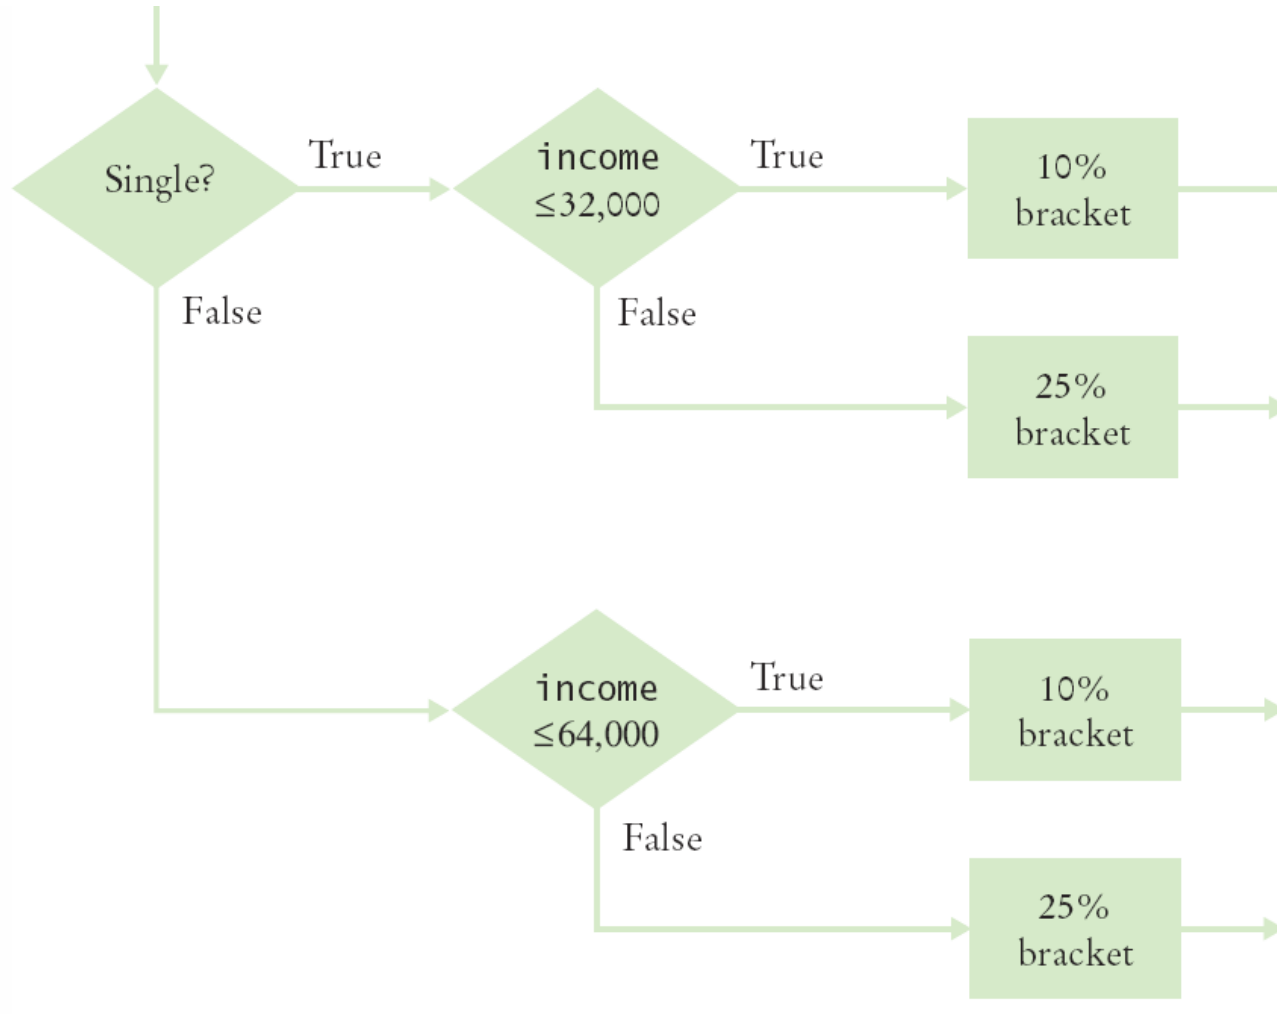 Single?
True
income
≤32,000
True
10%
bracket
False
False
25%
bracket
income
≤64,000
True
10%
bracket
False
25%
bracket